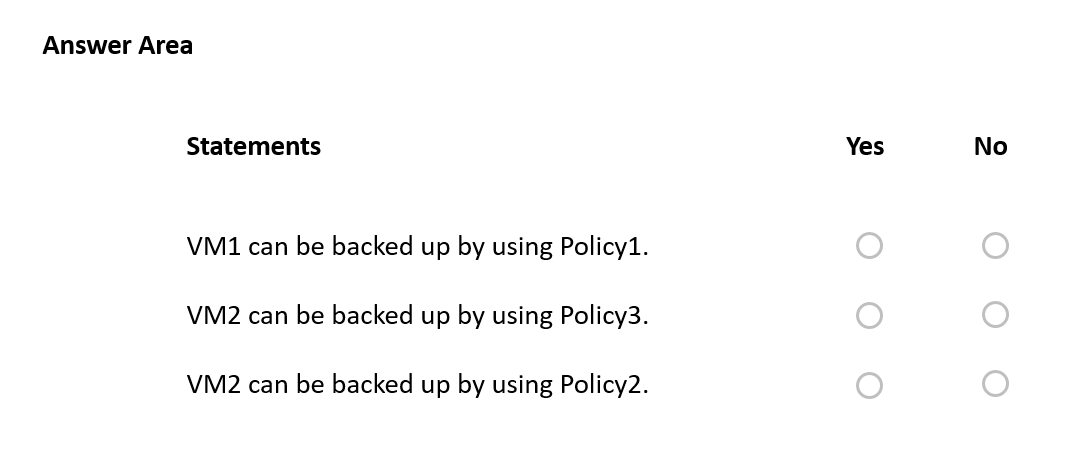 Answer Area
Statements Yes No
VM1 can be backed up by using Policy1.
VM2 can be backed up by using Policy3.
VM2 can be backed up by using Policy2.